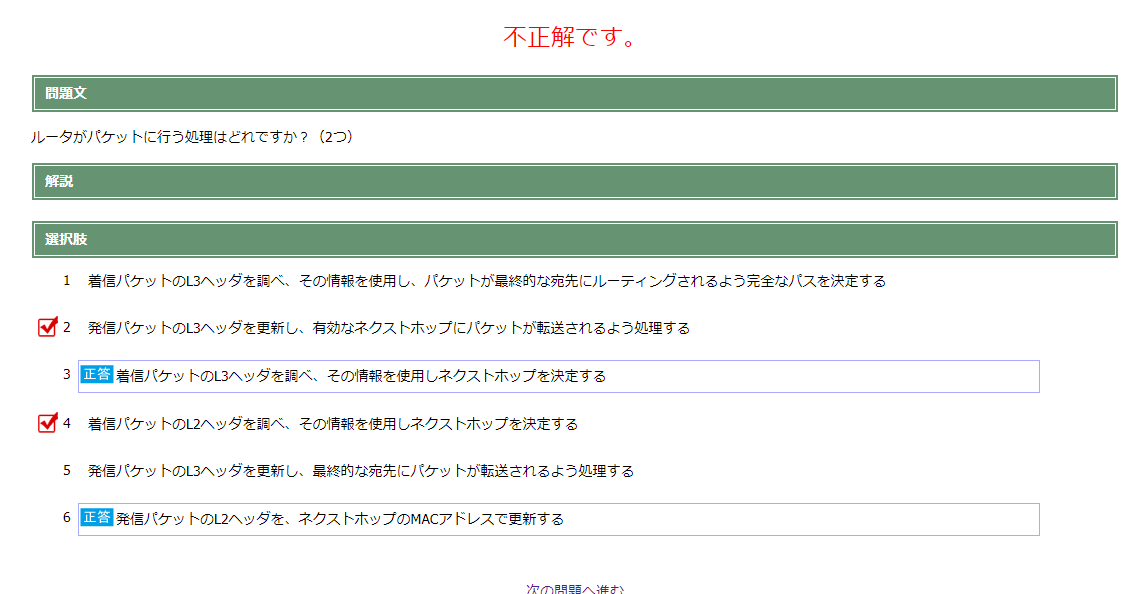 不正解です。
問題文
ルータがパケットに行う処理はどれですか？（2つ）
解説
選択肢
1 着信パケットのL3ヘッダを調べ、その情報を使用し、パケットが最終的な宛先にルーティングされるよう完全なパスを決定する
2 発信パケットのL3ヘッダを更新し、有効なネクストホップにパケットが転送されるよう処理する
3 正答 着信パケットのL3ヘッダを調べ、その情報を使用しネクストホップを決定する
4 着信パケットのL2ヘッダを調べ、その情報を使用しネクストホップを決定する
5 発信パケットのL3ヘッダを更新し、最終的な宛先にパケットが転送されるよう処理する
6 正答 発信パケットのL2ヘッダを、ネクストホップのMACアドレスで更新する
次の問題へ進む